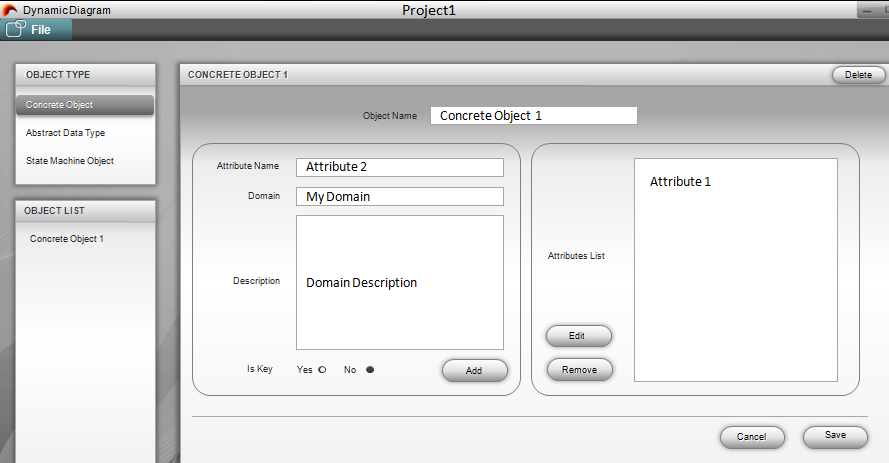 DynamicDiagram
Project1
File
OBJECT TYPE
Concrete Object
Abstract Data Type
State Machine Object
OBJECT LIST
Concrete Object 1
CONCRETE OBJECT 1
Delete
Object Name
Concrete Object 1
Attribute Name
Attribute 2
Domain
My Domain
Description
Domain Description
Is Key
Yes
No
Add
Attributes List
Attribute 1
Edit
Remove
Cancel
Save